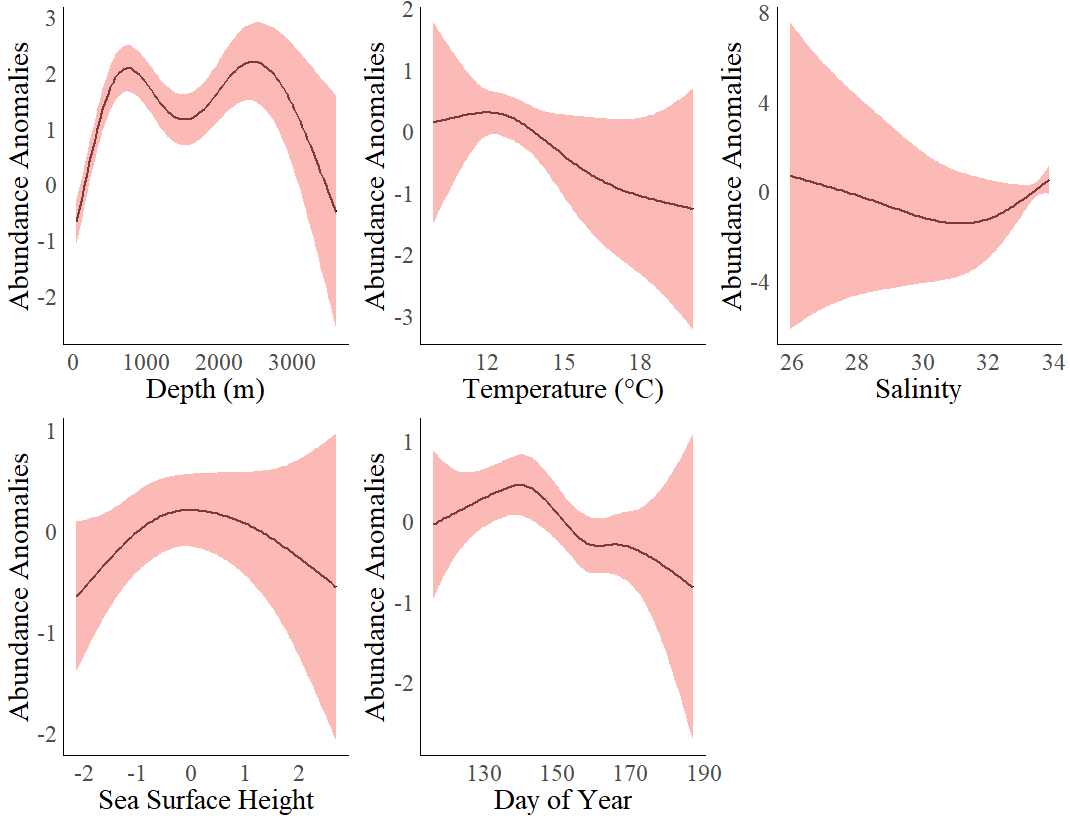 Abundance Anomalies
3
2
1
0
-1
-2
0 1000 2000 3000
Depth (m)
Abundance Anomalies
2
1
0
-1
-2
-3
12 15 18
Temperature (°C)
Abundance Anomalies
8
4
0
-4
26 28 30 32 34
Salinity
Abundance Anomalies
1
0
-1
-2
-2 -1 0 1 2
Sea Surface Height
Abundance Anomalies
1
0
-1
-2
130 150 170 190
Day of Year